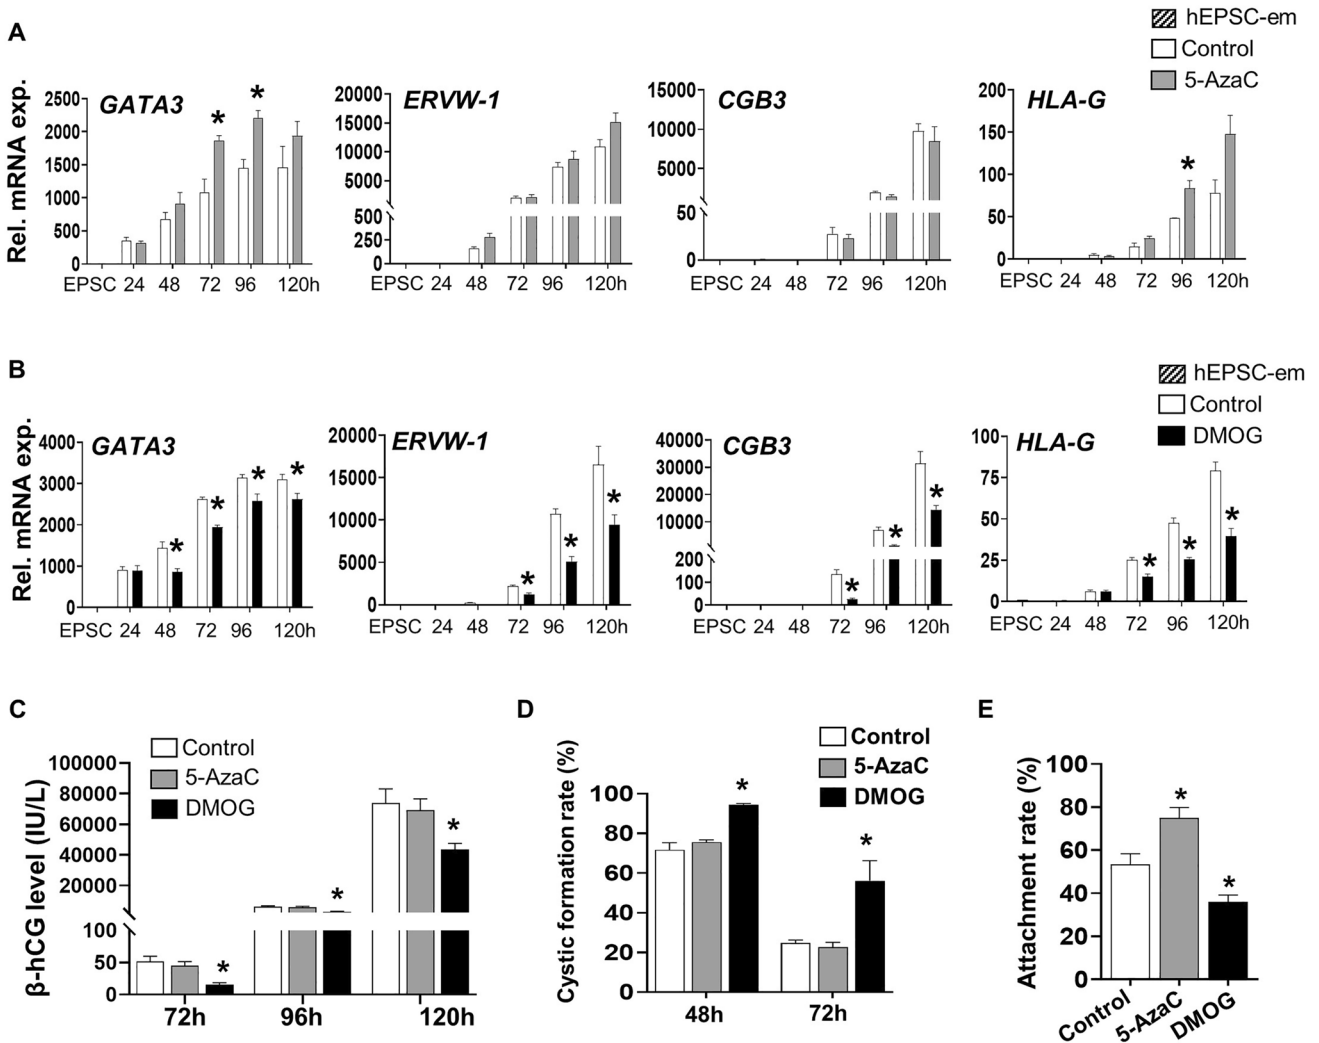 A
hEPSC-em
Control
5-AzaC
Rel. mRNA exp.
GATA3
2500
2000
1500
1000
500
0
EPSC 24 48 72 96 120h
* *
ERVW-1
20000
15000
10000
5000
500
250
0
EPSC 24 48 72 96 120h
CGB3
15000
10000
5000
50
0
EPSC 24 48 72 96 120h
HLA-G
200
150
100
50
0
EPSC 24 48 72 96 120h
*
B
hEPSC-em
Control
DMOG
Rel. mRNA exp.
GATA3
4000
3000
2000
1000
0
EPSC 24 48 72 96 120h
* * * *
ERVW-1
20000
15000
10000
5000
0
EPSC 24 48 72 96 120h
* * *
CGB3
40000
30000
20000
10000
200
100
0
EPSC 24 48 72 96 120h
* * *
HLA-G
100
75
50
25
0
EPSC 24 48 72 96 120h
* * *
C
Control
5-AzaC
DMOG
β-hCG level (IU/L)
100000
80000
60000
40000
20000
100
50
0
72h 96h 120h
* * *
D
Control
5-AzaC
DMOG
Cystic formation rate (%)
100
80
60
40
20
0
48h 72h
* *
E
Attachment rate (%)
100
80
60
40
20
0
Control 5-AzaC DMOG
* *